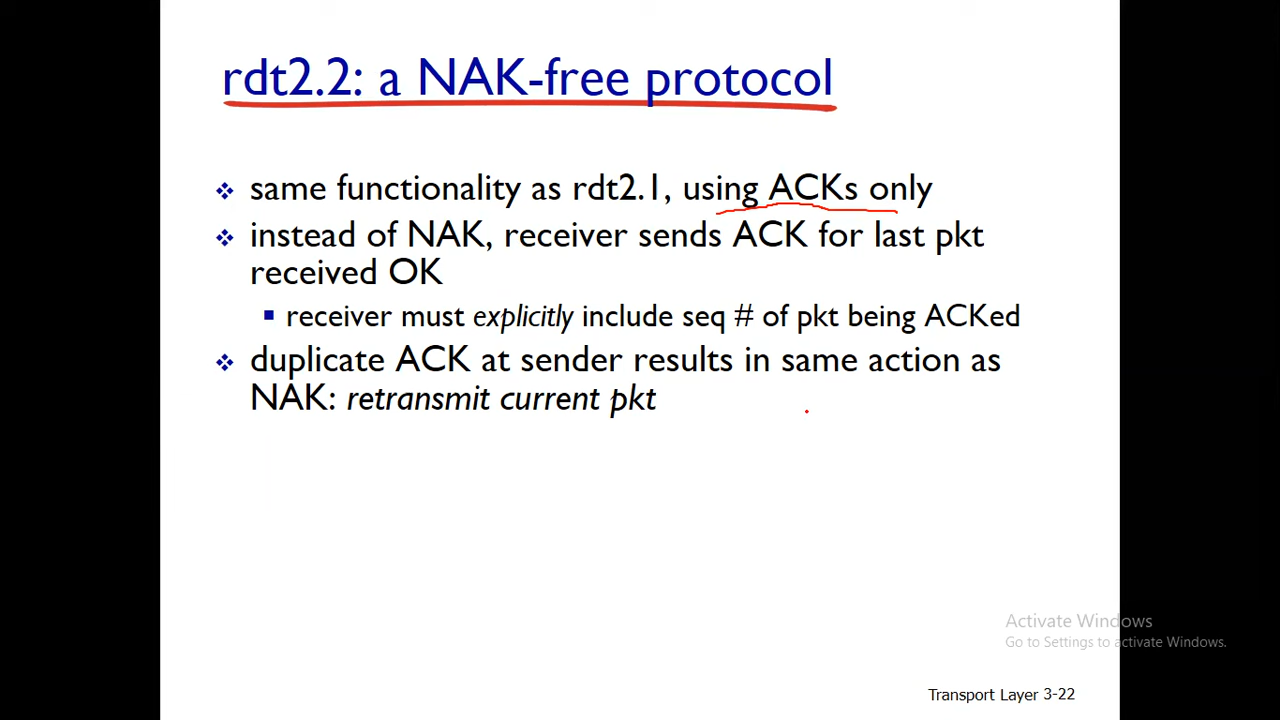 rdt2.2: a NAK-free protocol
❖ same functionality as rdt2.1, using ACKs only
❖ instead of NAK, receiver sends ACK for last pkt
received OK
▪ receiver must explicitly include seq # of pkt being ACKed
❖ duplicate ACK at sender results in same action as
NAK: retransmit current pkt
Activate Windows
Go to Settings to activate Windows.
Transport Layer 3-22